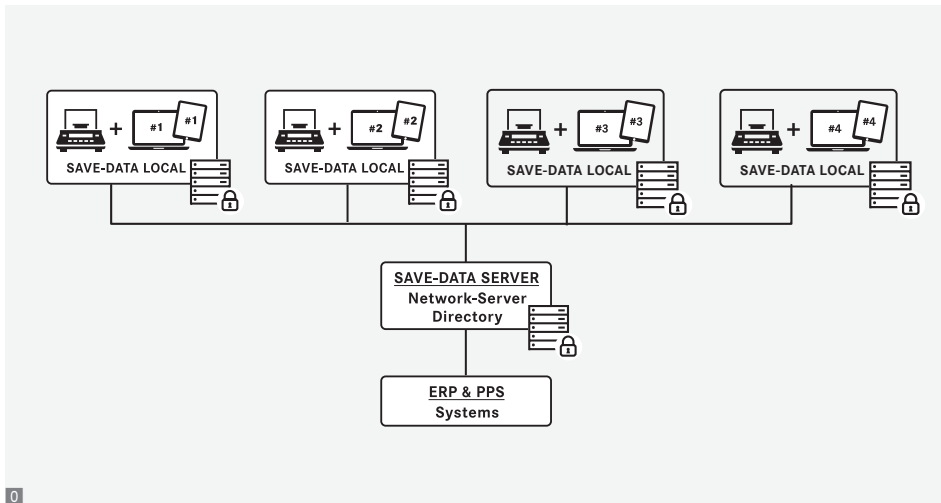 + #1 #1
SAVE-DATA LOCAL
+ #2 #2
SAVE-DATA LOCAL
+ #3 #3
SAVE-DATA LOCAL
+ #4 #4
SAVE-DATA LOCAL
SAVE-DATA SERVER
Network-Server
Directory
ERP & PPS
Systems
0